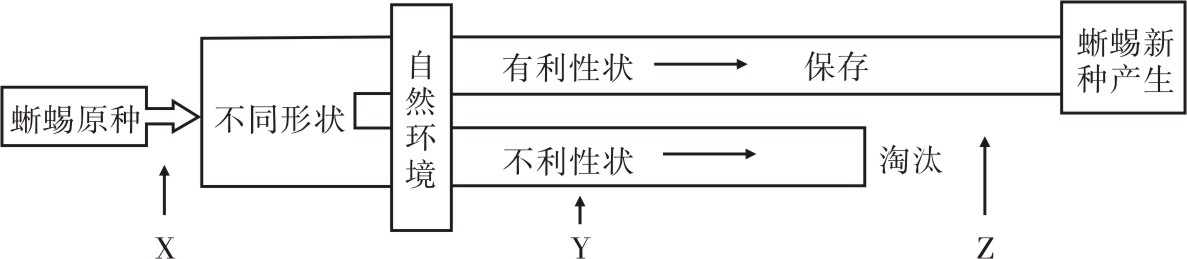 蜥蜴原种
不同形状
自然环境
有利性状
保存
蜥蜴新
种产生
不利性状
淘汰
X
Y
Z